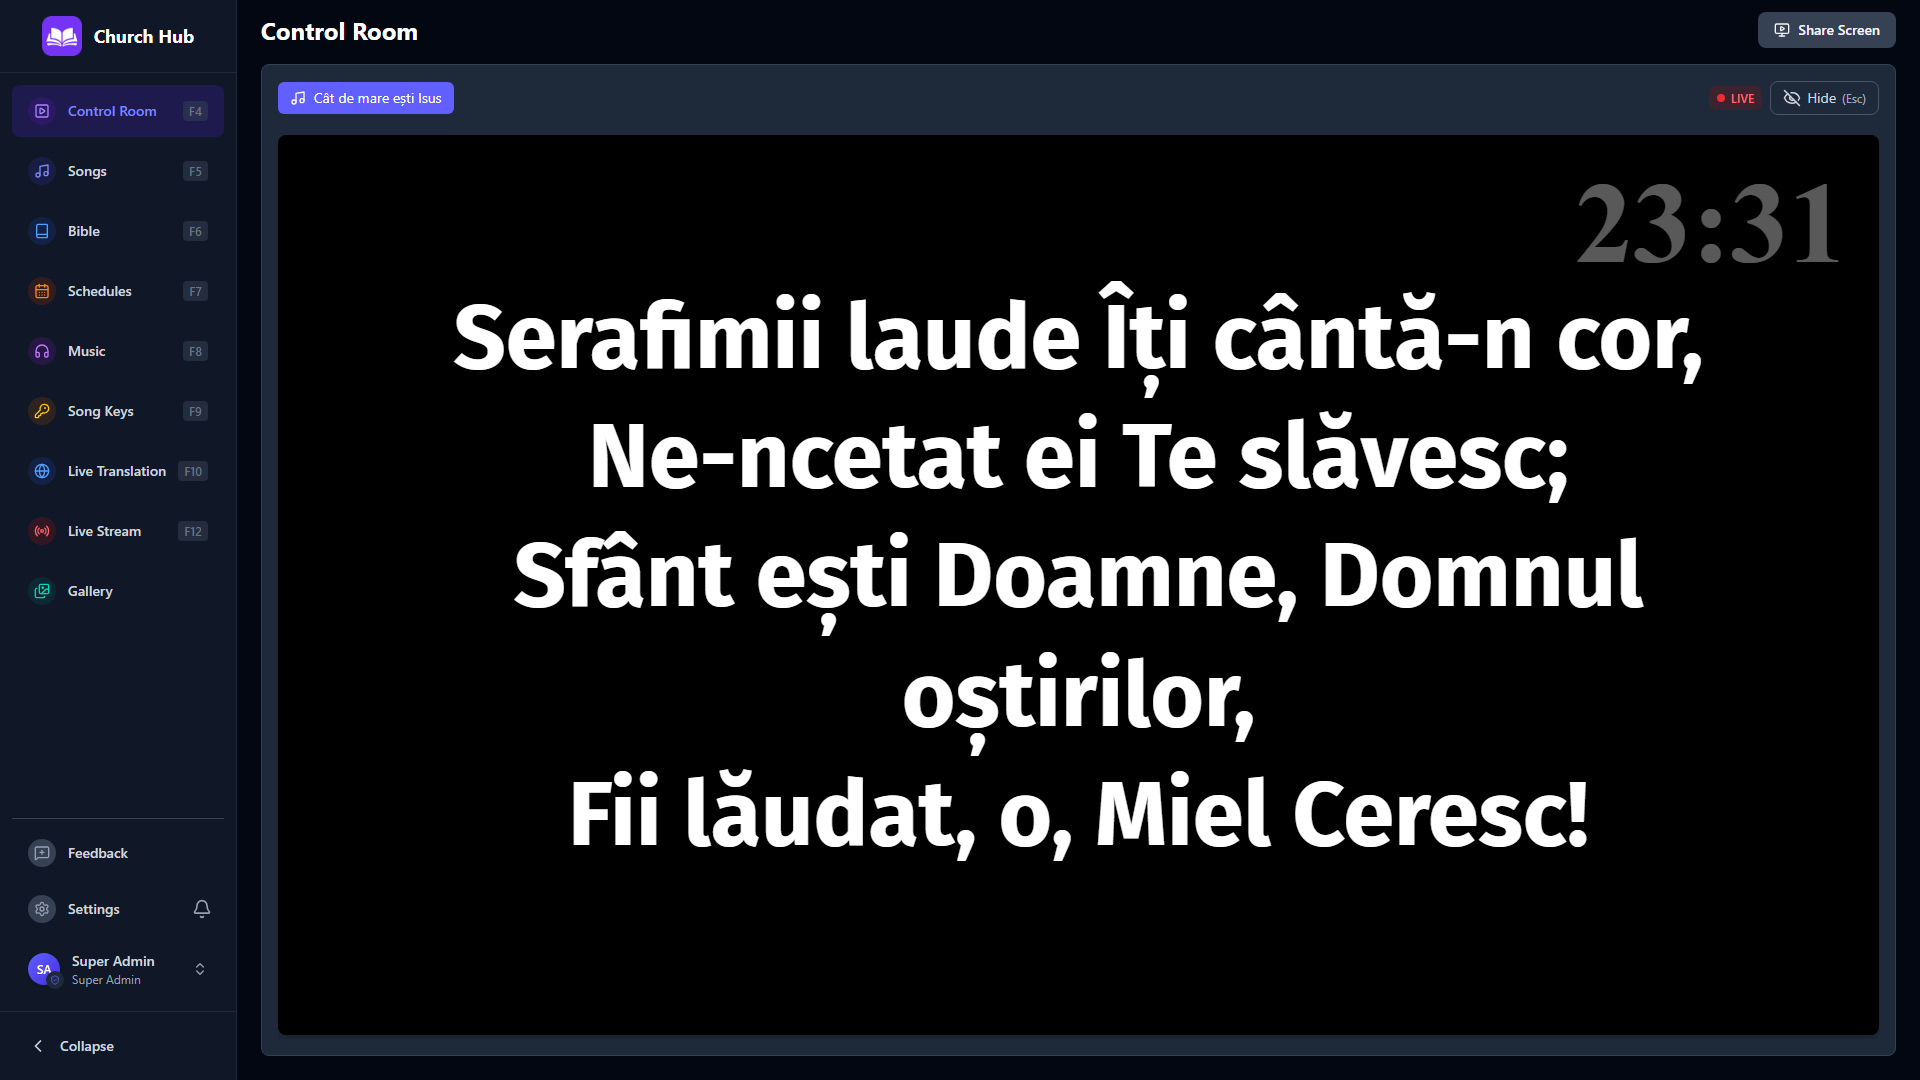 Church Hub
Control Room F4
Songs F5
Bible F6
Schedules F7
Music F8
Song Keys F9
Live Translation F10
Live Stream F12
Gallery
Feedback
Settings
SA
Super Admin
Super Admin
Collapse
Control Room
Share Screen
Cât de mare ești Isus
LIVE
Hide (Esc)
23:31
Serafimii laude Îți cântă-n cor,
Ne-ncetat ei Te slăvesc;
Sfânt ești Doamne, Domnul
oștirilor,
Fii lăudat, o, Miel Ceresc!